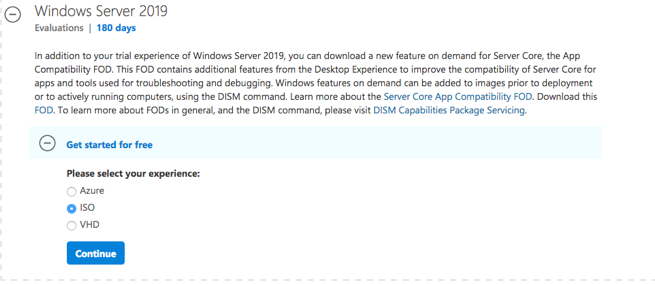 Windows Server 2019
Evaluations | 180 days
In addition to your trial experience of Windows Server 2019, you can download a new feature on demand for Server Core, the App
Compatibility FOD. This FOD contains additional features from the Desktop Experience to improve the compatibility of Server Core for
apps and tools used for troubleshooting and debugging. Windows features on demand can be added to images prior to deployment
or to actively running computers, using the DISM command. Learn more about the Server Core App Compatibility FOD. Download this
FOD. To learn more about FODs in general, and the DISM command, please visit DISM Capabilities Package Servicing.
Get started for free
Please select your experience:
Azure
ISO
VHD
Continue